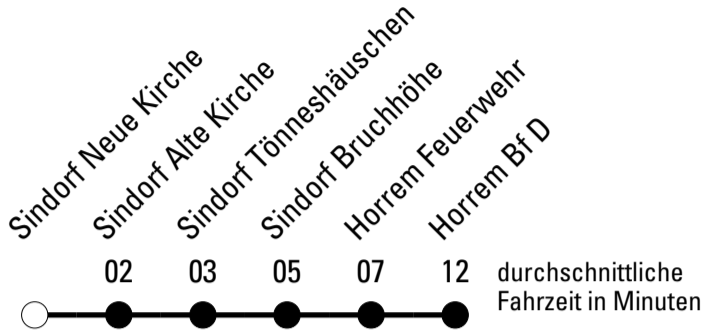 Sindorf Neue Kirche
Sindorf Alte Kirche
Sindorf Tönneshäuschen
Sindorf Bruchhöhe
Horrem Feuerwehr
Horrem Bf D
02 03 05 07 12
durchschnittliche
Fahrzeit in Minuten